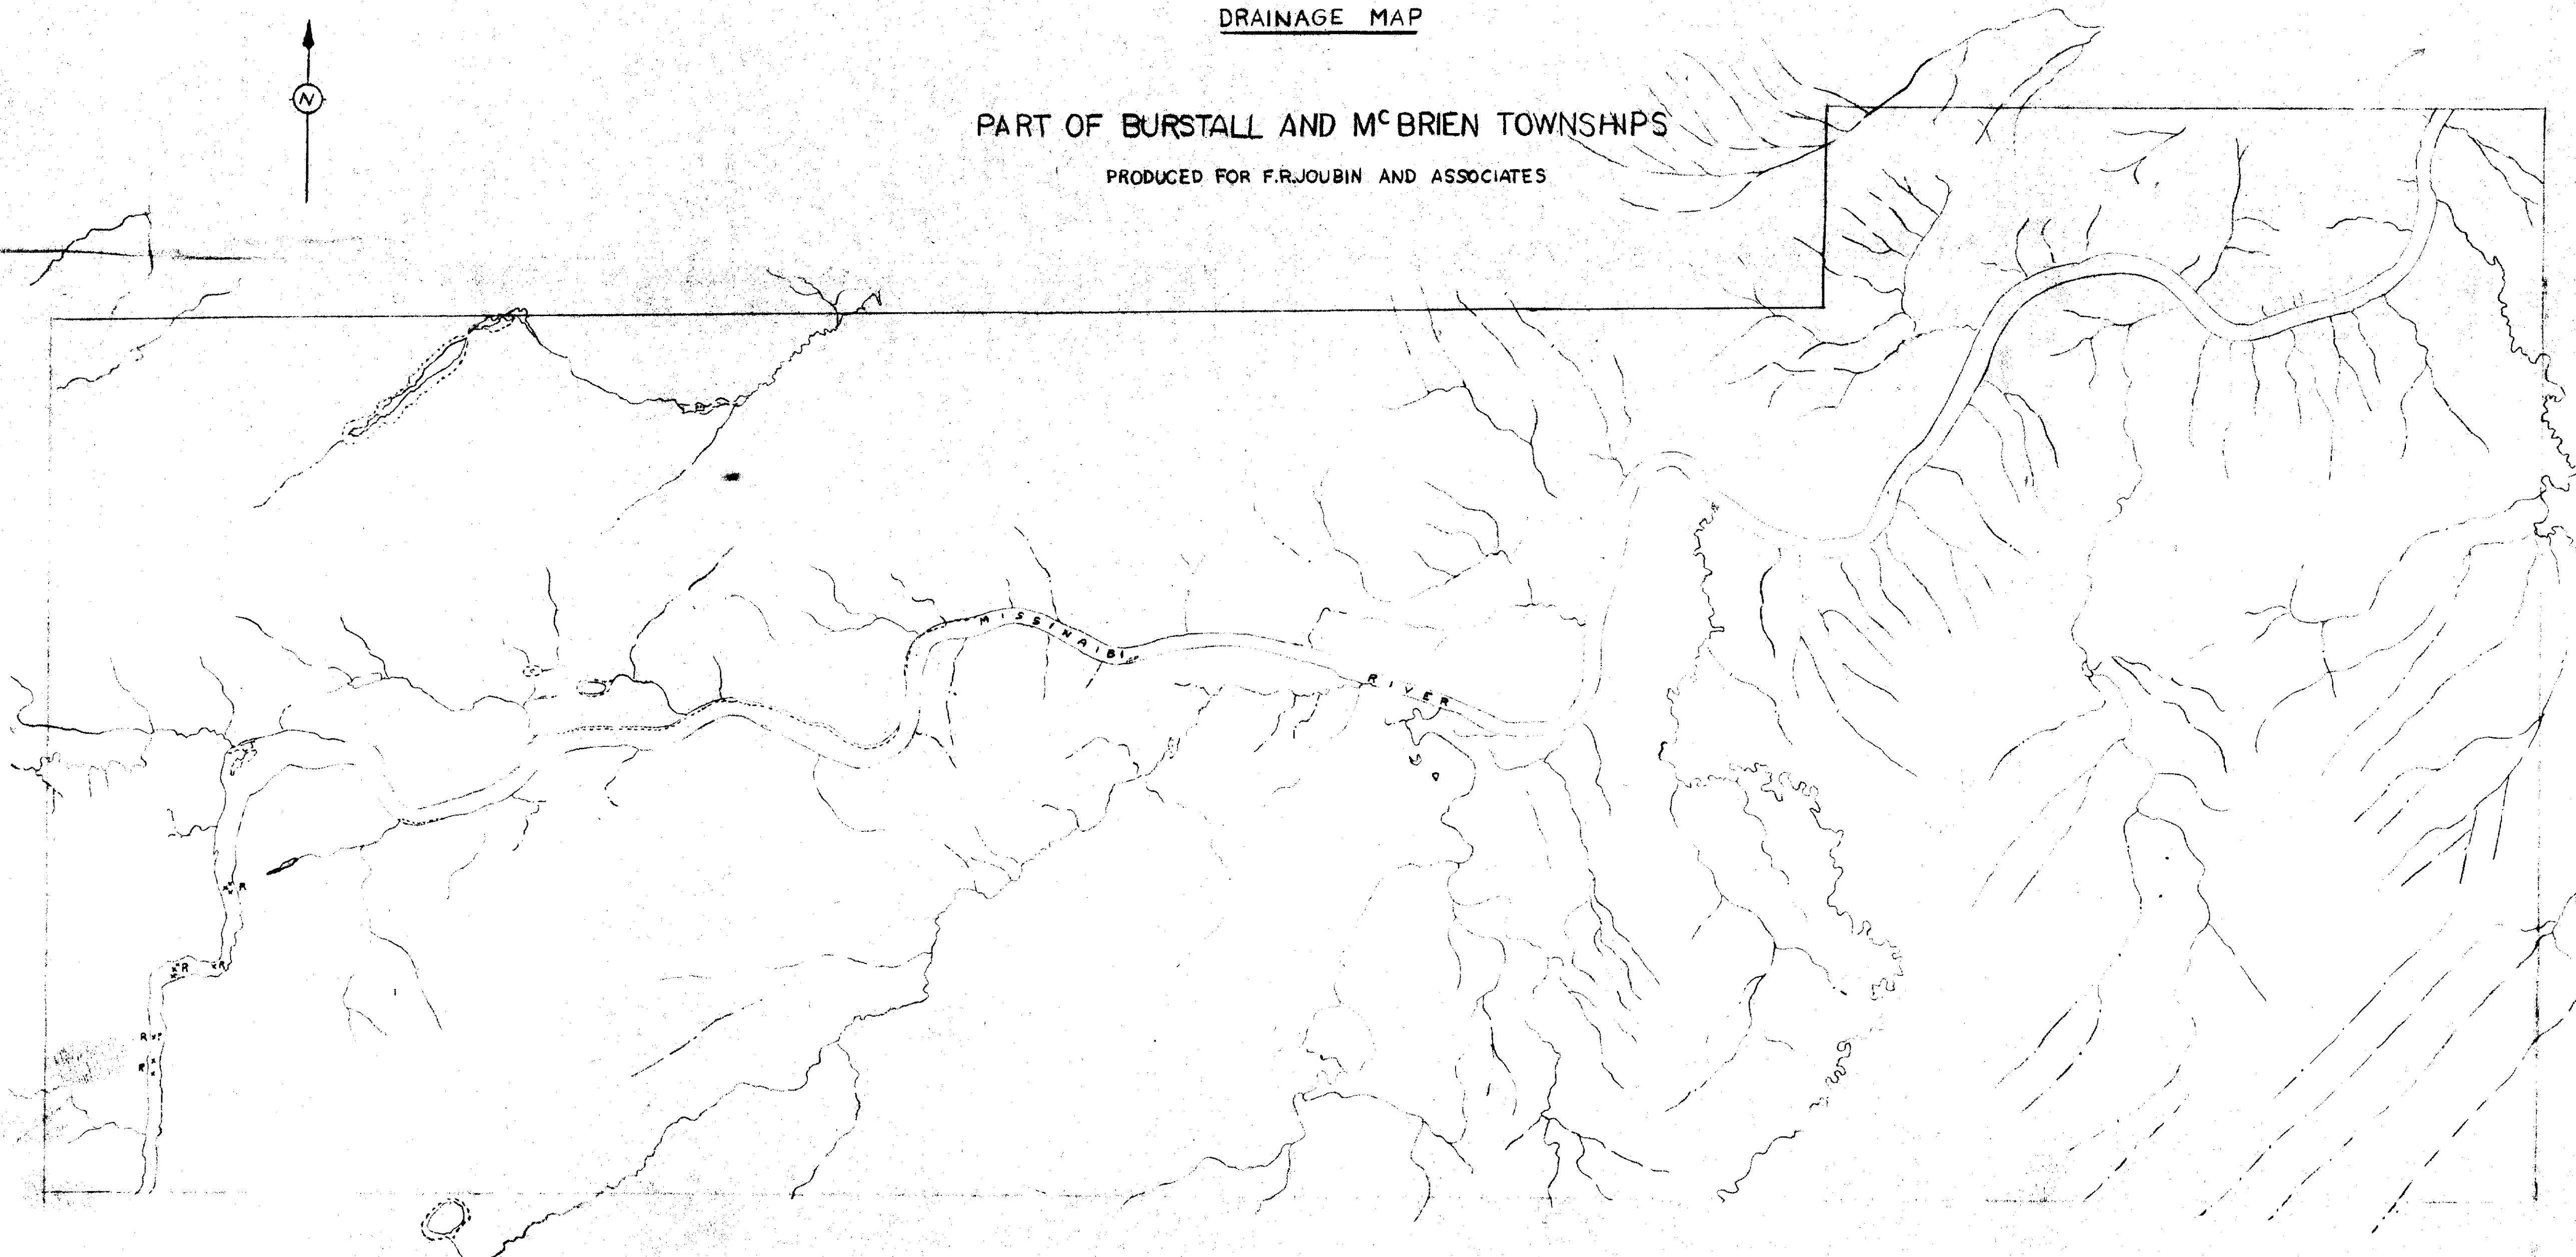 DRAINAGE MAP
N
PART OF BURSTALL AND McBRIEN TOWNSHIPS
PRODUCED FOR F.R.JOUBIN AND ASSOCIATES
MISSINAIBI
RIVER
R
R
R
R
R